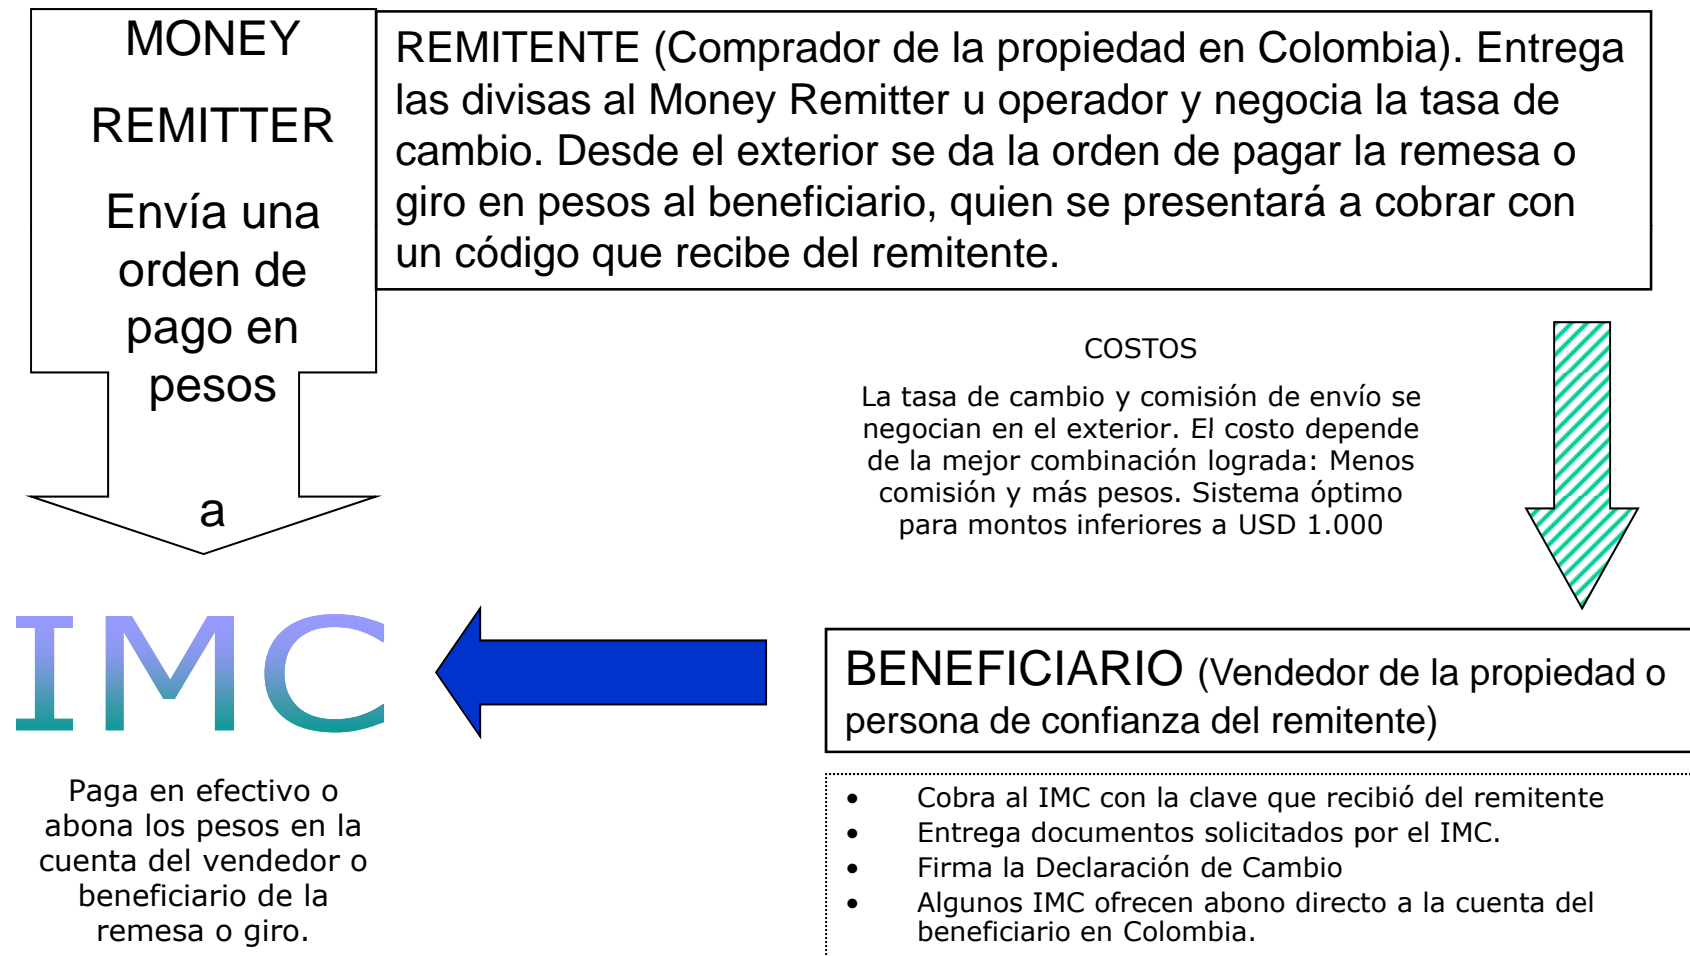 MONEY
REMITTER
Envía una
orden de
pago en
pesos
a
REMITENTE (Comprador de la propiedad en Colombia). Entrega
las divisas al Money Remitter u operador y negocia la tasa de
cambio. Desde el exterior se da la orden de pagar la remesa o
giro en pesos al beneficiario, quien se presentará a cobrar con
un código que recibe del remitente.
COSTOS
La tasa de cambio y comisión de envío se
negocian en el exterior. El costo depende
de la mejor combinación lograda: Menos
comisión y más pesos. Sistema óptimo
para montos inferiores a USD 1.000
IMC
Paga en efectivo o
abona los pesos en la
cuenta del vendedor o
beneficiario de la
remesa o giro.
BENEFICIARIO (Vendedor de la propiedad o
persona de confianza del remitente)
• Cobra al IMC con la clave que recibió del remitente
• Entrega documentos solicitados por el IMC.
• Firma la Declaración de Cambio
• Algunos IMC ofrecen abono directo a la cuenta del
beneficiario en Colombia.